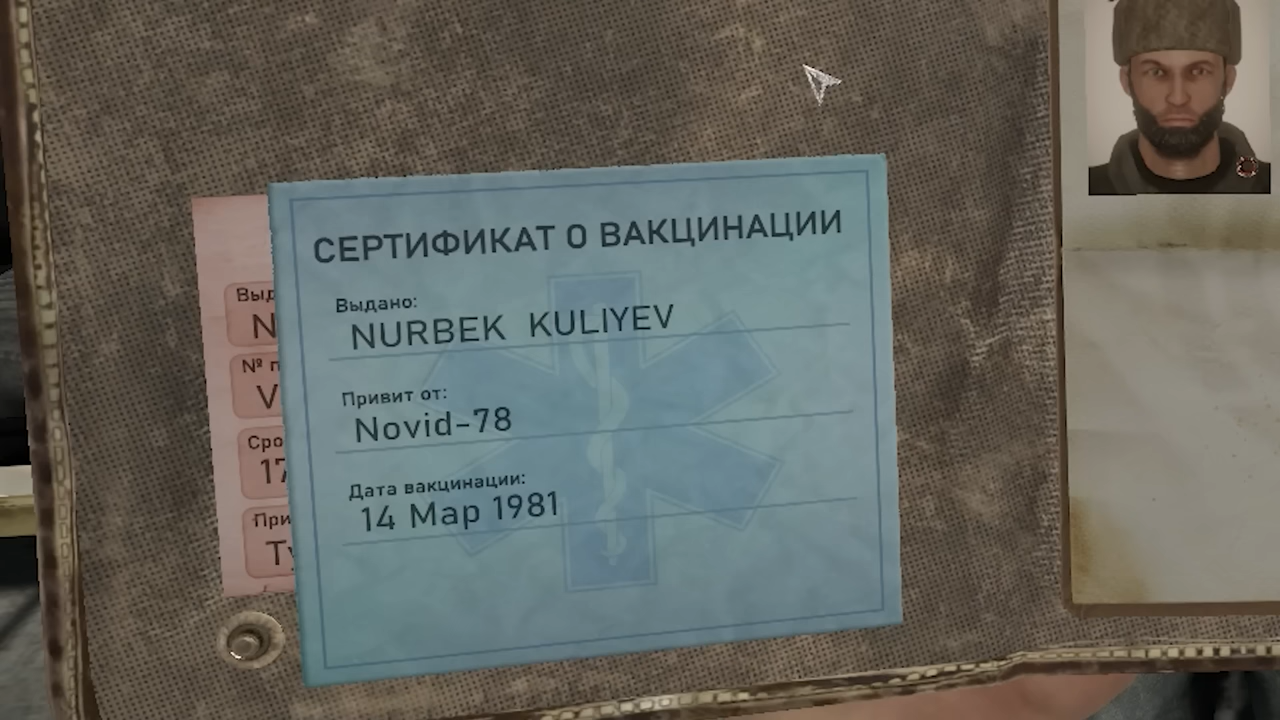 СЕРТИФИКАТ О ВАКЦИНАЦИИ
Выдано:
NURBEK KULIYEV
Привит от:
Novid-78
Дата вакцинации:
14 Мар 1981